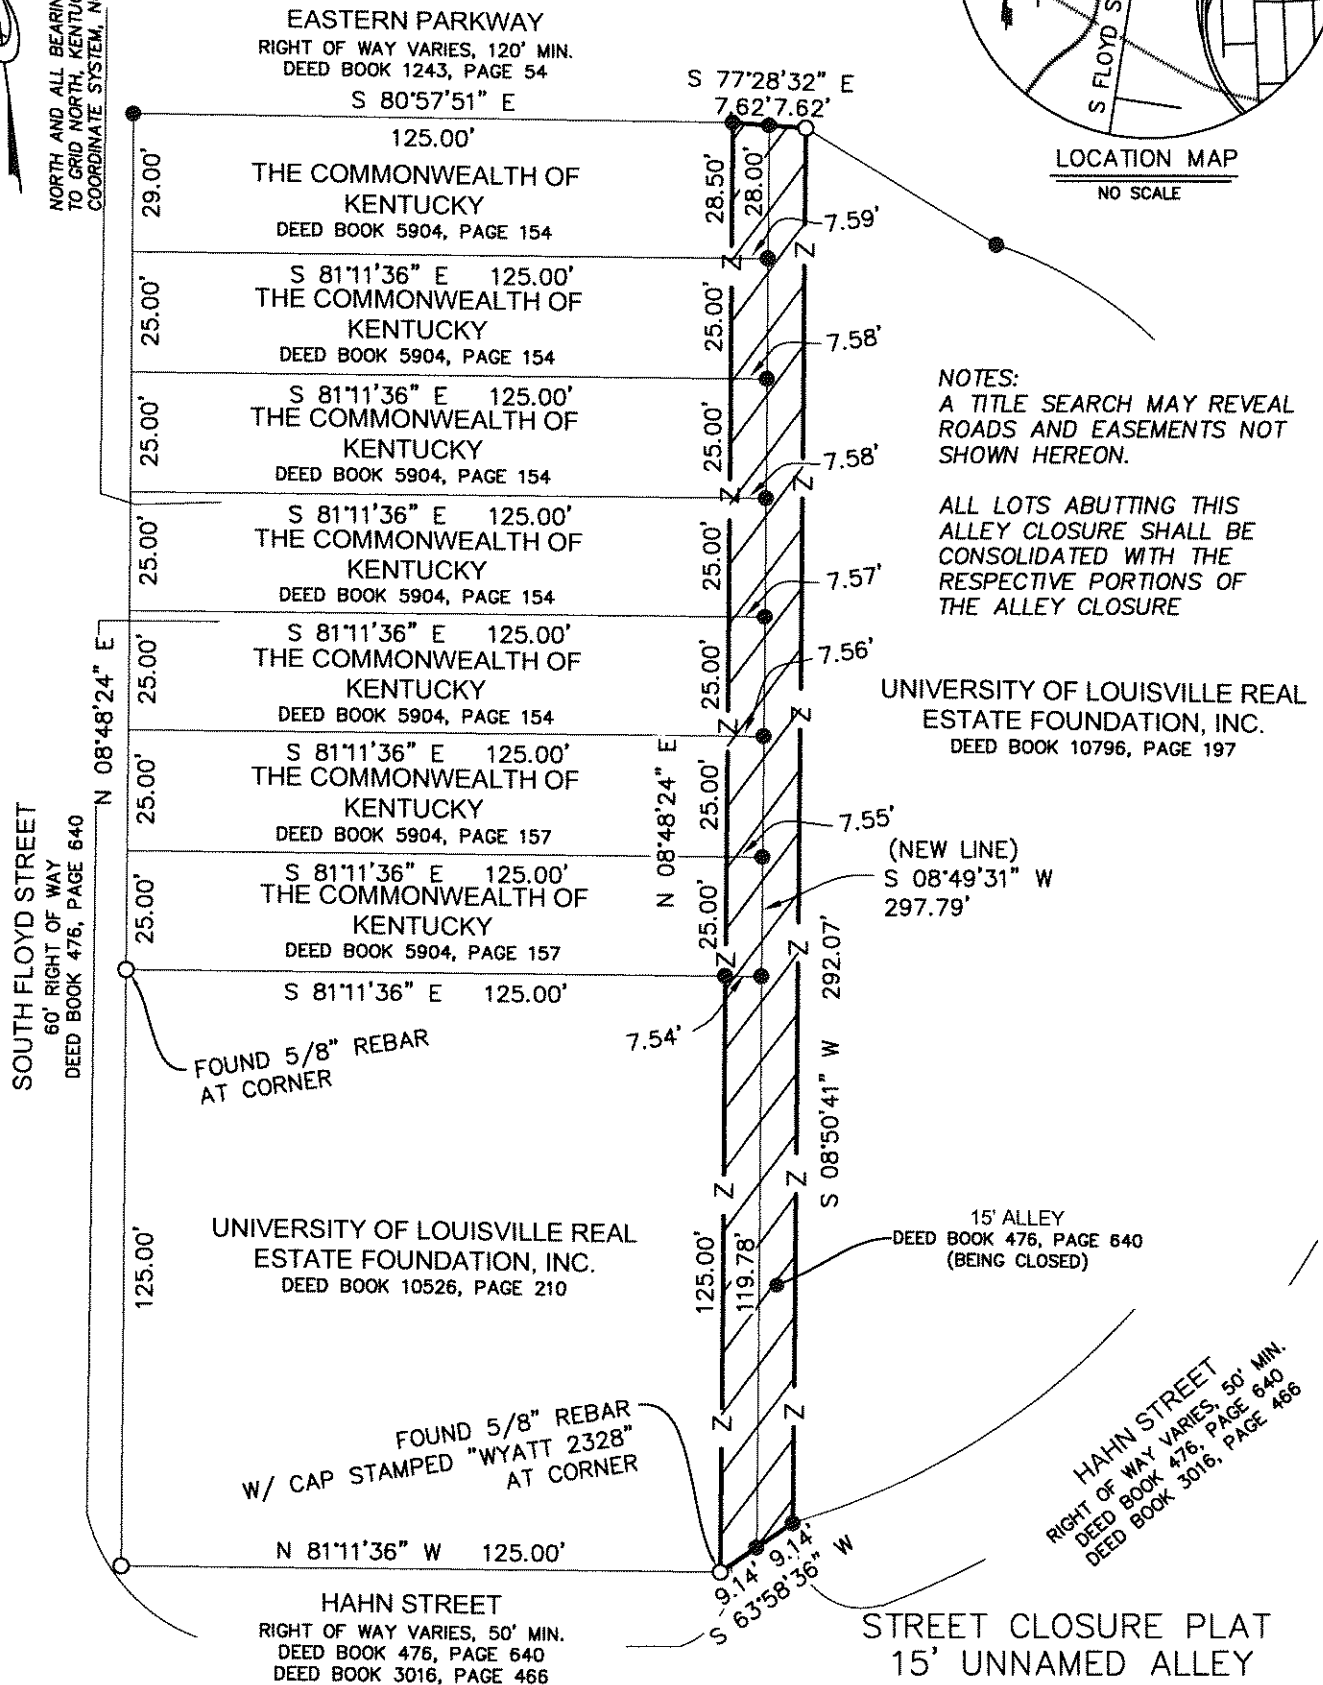 NORTH AND ALL BEARIN
TO GRID NORTH, KENTUC
COORDINATE SYSTEM, N
EASTERN PARKWAY
RIGHT OF WAY VARIES, 120' MIN.
DEED BOOK 1243, PAGE 54
S 80°57'51" E
125.00'
S 77°28'32" E
7.62' 7.62'
S FLOYD S
LOCATION MAP
NO SCALE
29.00'
THE COMMONWEALTH OF
KENTUCKY
DEED BOOK 5904, PAGE 154
28.50'
28.00'
7.59'
S 81°11'36" E 125.00'
25.00'
THE COMMONWEALTH OF
KENTUCKY
DEED BOOK 5904, PAGE 154
25.00'
7.58'
S 81°11'36" E 125.00'
25.00'
THE COMMONWEALTH OF
KENTUCKY
DEED BOOK 5904, PAGE 154
25.00'
7.58'
NOTES:
A TITLE SEARCH MAY REVEAL
ROADS AND EASEMENTS NOT
SHOWN HEREON.
ALL LOTS ABUTTING THIS
ALLEY CLOSURE SHALL BE
CONSOLIDATED WITH THE
RESPECTIVE PORTIONS OF
THE ALLEY CLOSURE
S 81°11'36" E 125.00'
25.00'
THE COMMONWEALTH OF
KENTUCKY
DEED BOOK 5904, PAGE 154
25.00'
7.57'
S 81°11'36" E 125.00'
N 08°48'24" E
25.00'
THE COMMONWEALTH OF
KENTUCKY
DEED BOOK 5904, PAGE 154
25.00'
7.56'
UNIVERSITY OF LOUISVILLE REAL
ESTATE FOUNDATION, INC.
DEED BOOK 10796, PAGE 197
S 81°11'36" E 125.00'
25.00'
THE COMMONWEALTH OF
KENTUCKY
DEED BOOK 5904, PAGE 157
N 08°48'24" E
25.00'
7.55'
(NEW LINE)
S 08°49'31" W
297.79'
S 81°11'36" E 125.00'
25.00'
THE COMMONWEALTH OF
KENTUCKY
DEED BOOK 5904, PAGE 157
25.00'
S 81°11'36" E 125.00'
7.54'
SOUTH FLOYD STREET
60' RIGHT OF WAY
DEED BOOK 476, PAGE 640
FOUND 5/8" REBAR
AT CORNER
S 08°50'41" W 292.07'
125.00'
UNIVERSITY OF LOUISVILLE REAL
ESTATE FOUNDATION, INC.
DEED BOOK 10526, PAGE 210
125.00'
119.78'
15' ALLEY
DEED BOOK 476, PAGE 640
(BEING CLOSED)
FOUND 5/8" REBAR
W/ CAP STAMPED "WYATT 2328"
AT CORNER
N 81°11'36" W 125.00'
9.14' 9.14'
S 63°58'36" W
HAHN STREET
RIGHT OF WAY VARIES, 50' MIN.
DEED BOOK 476, PAGE 640
DEED BOOK 3016, PAGE 466
HAHN STREET
RIGHT OF WAY VARIES, 50' MIN.
DEED BOOK 476, PAGE 640
DEED BOOK 3016, PAGE 466
STREET CLOSURE PLAT
15' UNNAMED ALLEY
Z
Z
Z
Z
Z
Z
Z
Z
Z
Z
Z
Z